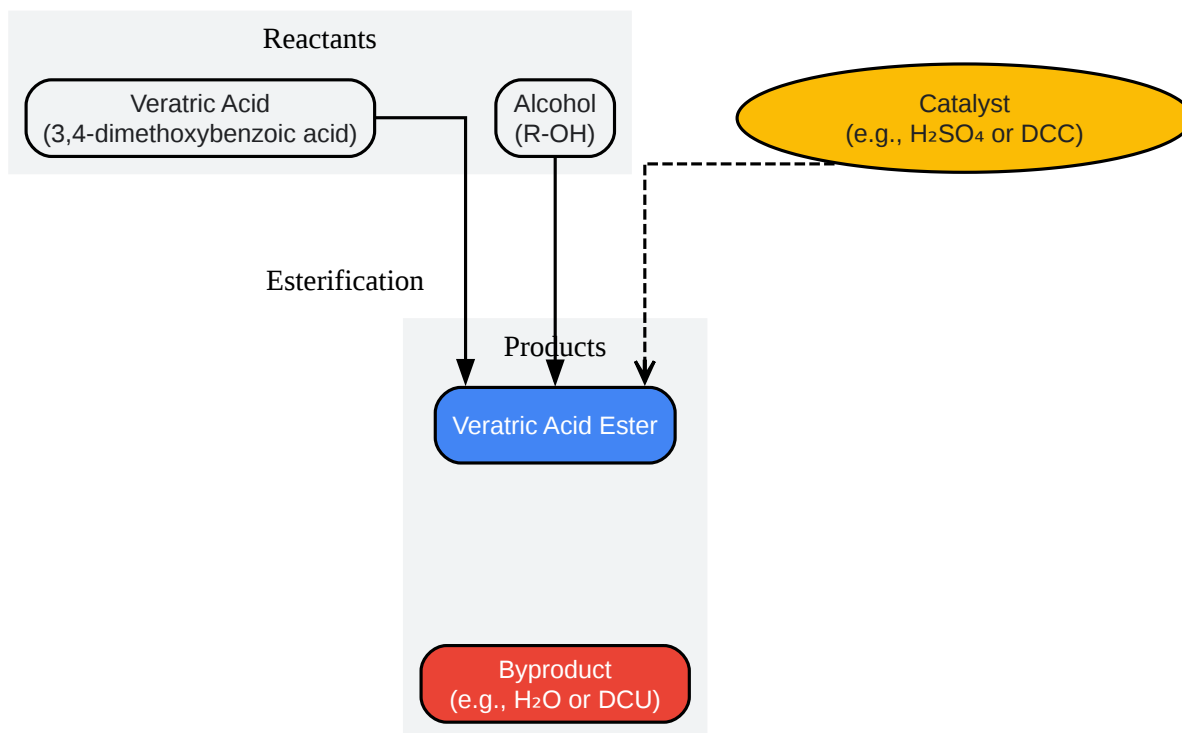 Reactants
Veratric Acid
(3,4-dimethoxybenzoic acid)
Alcohol
(R-OH)
Catalyst
(e.g., H₂SO₄ or DCC)
Esterification
Products
Veratric Acid Ester
Byproduct
(e.g., H₂O or DCU)